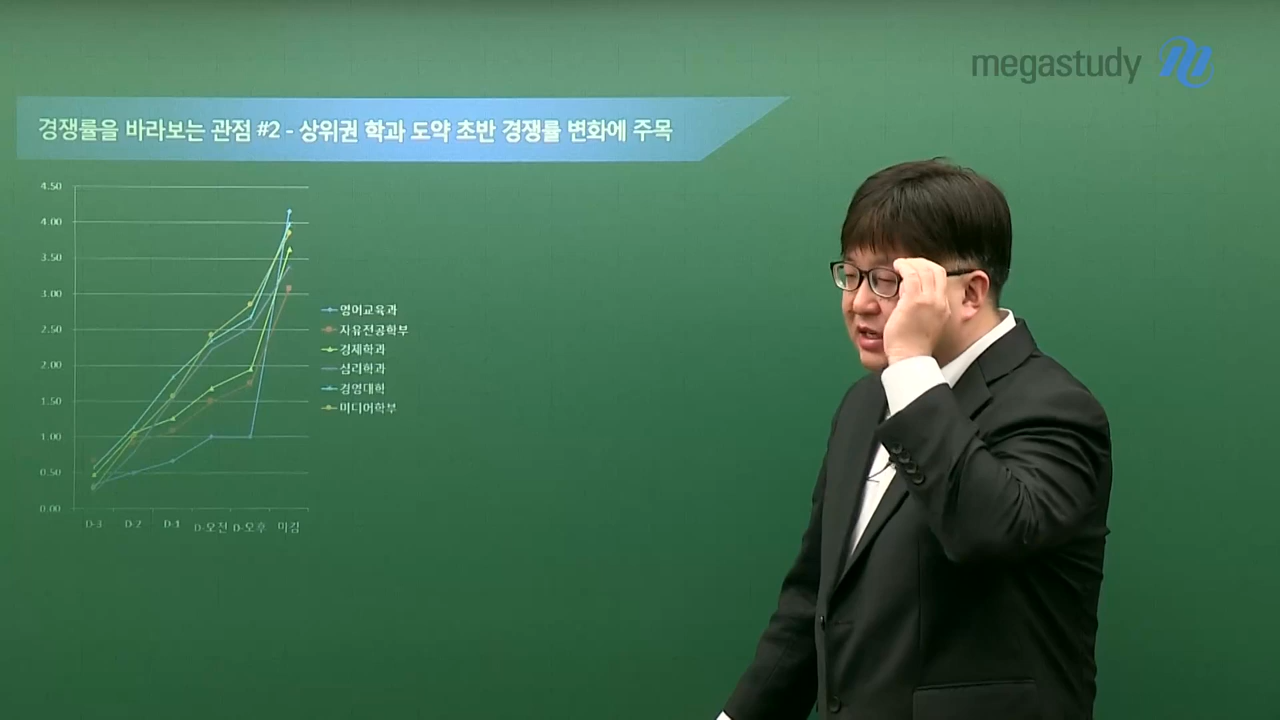 megastudy
경쟁률을 바라보는 관점 #2 - 상위권 학과 도약 초반 경쟁률 변화에 주목
4.50
4.00
3.50
3.00
2.50
2.00
1.50
1.00
0.50
0.00
D-3 D-2 D-1 D-오전 D-오후 마감
영어교육과
자유전공학부
경제학과
심리학과
경영대학
미디어학부